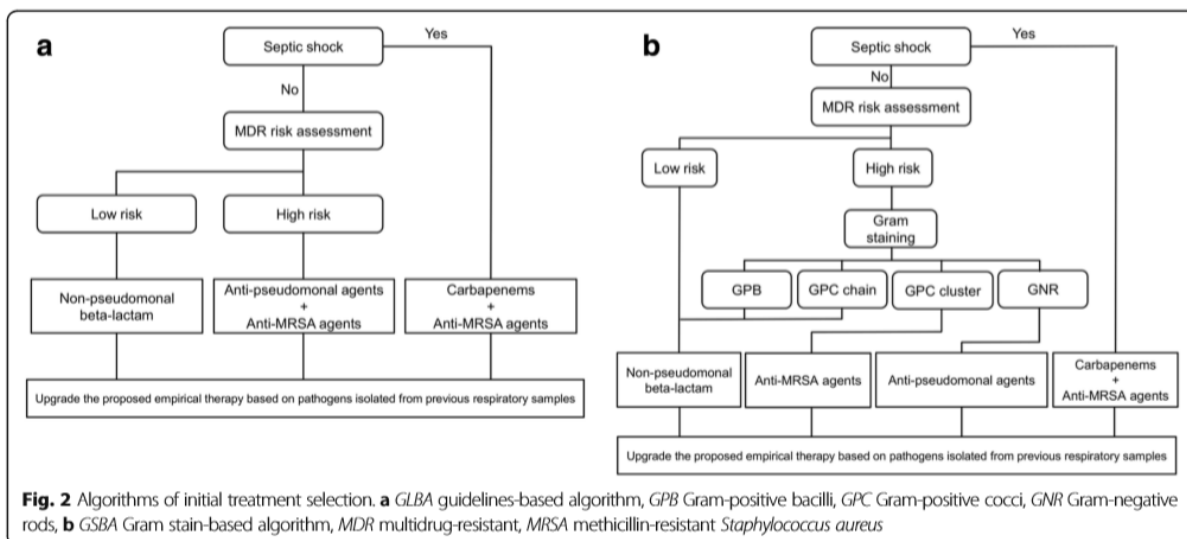 a
Septic shock
Yes
No
MDR risk assessment
Low risk
High risk
Non-pseudomonal
beta-lactam
Anti-pseudomonal agents
+
Anti-MRSA agents
Carbapenems
+
Anti-MRSA agents
Upgrade the proposed empirical therapy based on pathogens isolated from previous respiratory samples
b
Septic shock
Yes
No
MDR risk assessment
Low risk
High risk
Gram
staining
GPB
GPC chain
GPC cluster
GNR
Non-pseudomonal
beta-lactam
Anti-MRSA agents
Anti-pseudomonal agents
Carbapenems
+
Anti-MRSA agents
Upgrade the proposed empirical therapy based on pathogens isolated from previous respiratory samples
Fig. 2 Algorithms of initial treatment selection. a GLBA guidelines-based algorithm, GPB Gram-positive bacilli, GPC Gram-positive cocci, GNR Gram-negative
rods, b GSBA Gram stain-based algorithm, MDR multidrug-resistant, MRSA methicillin-resistant Staphylococcus aureus